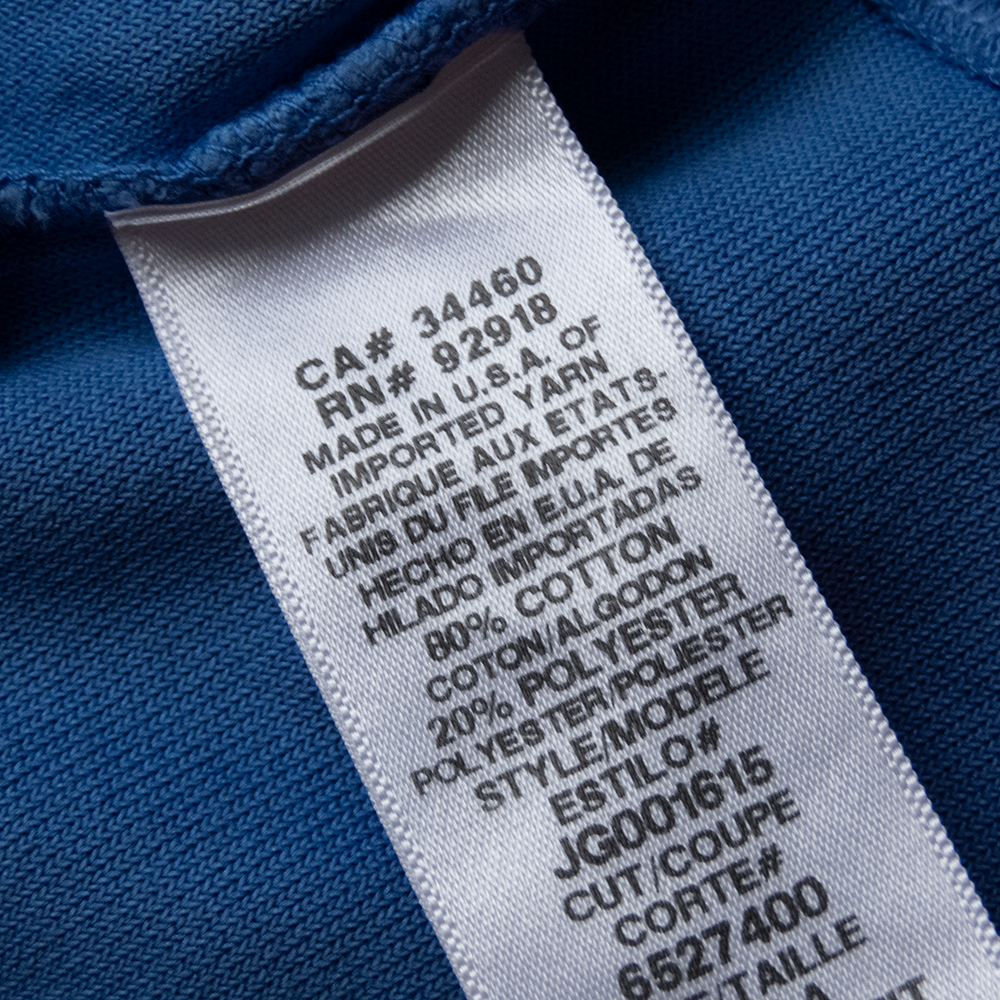 CA# 34460
RN# 92918
MADE IN U.S.A. OF
IMPORTED YARN
FABRIQUE AUX ETATS-
UNIS DU FILE IMPORTES
HECHO EN E.U.A. DE
HILADO IMPORTADAS
80% COTTON
COTON/ALGODON
20% POLYESTER
POLYESTER/POLIESTER
STYLE/MODELE
ESTILO#
JG001615
CUT/COUPE
CORTE#
6527400
/TAILLE